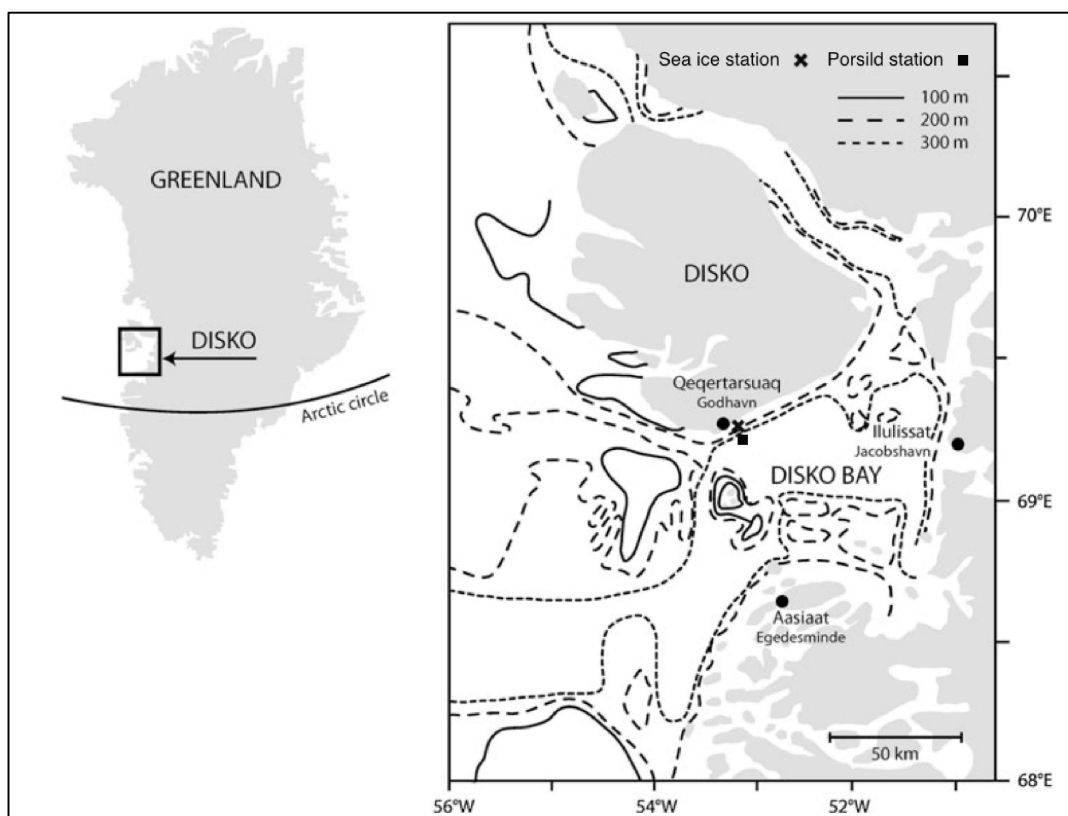 GREENLAND
DISKO
Arctic circle
Sea ice station
Porsild station
100 m
200 m
300 m
70°E
DISKO
Qeqertarsuaq
Godhavn
Ilulissat
Jacobshavn
DISKO BAY
69°E
Aasiaat
Egedesminde
50 km
68°E
56°W
54°W
52°W